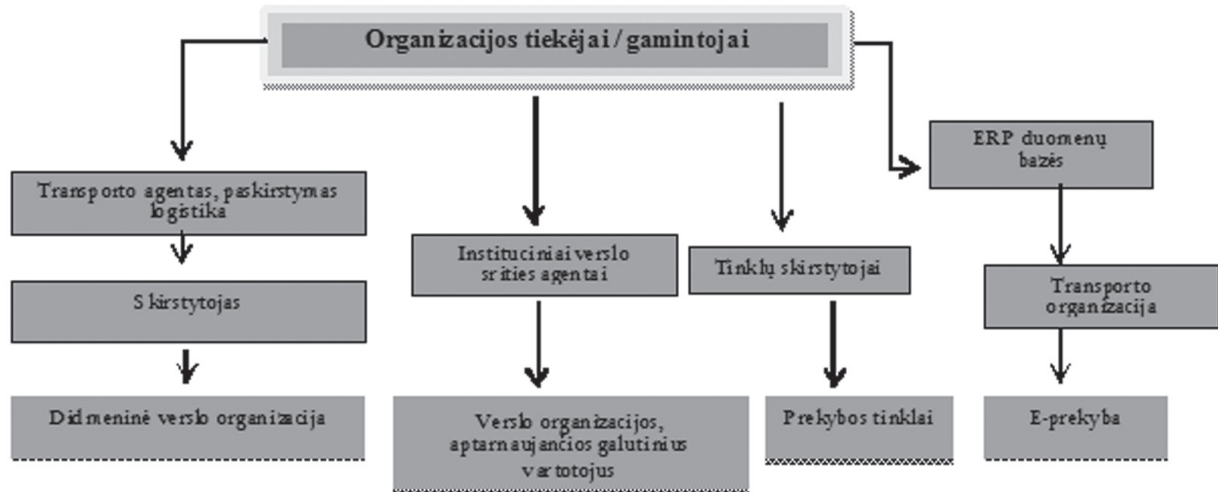 Organizacijos tiekėjai / gamintojai
ERP duomenų
bazės
Transporto agentas, paskirstymas
logistika
Instituciniai verslo
srities agentai
Tinklų skirstytojai
Skirstytojas
Transporto
organizacija
Didmeninė verslo organizacija
Verslo organizacijos,
aptarnaujančios galutinius
vartotojus
Prekybos tinklai
E-prekyba